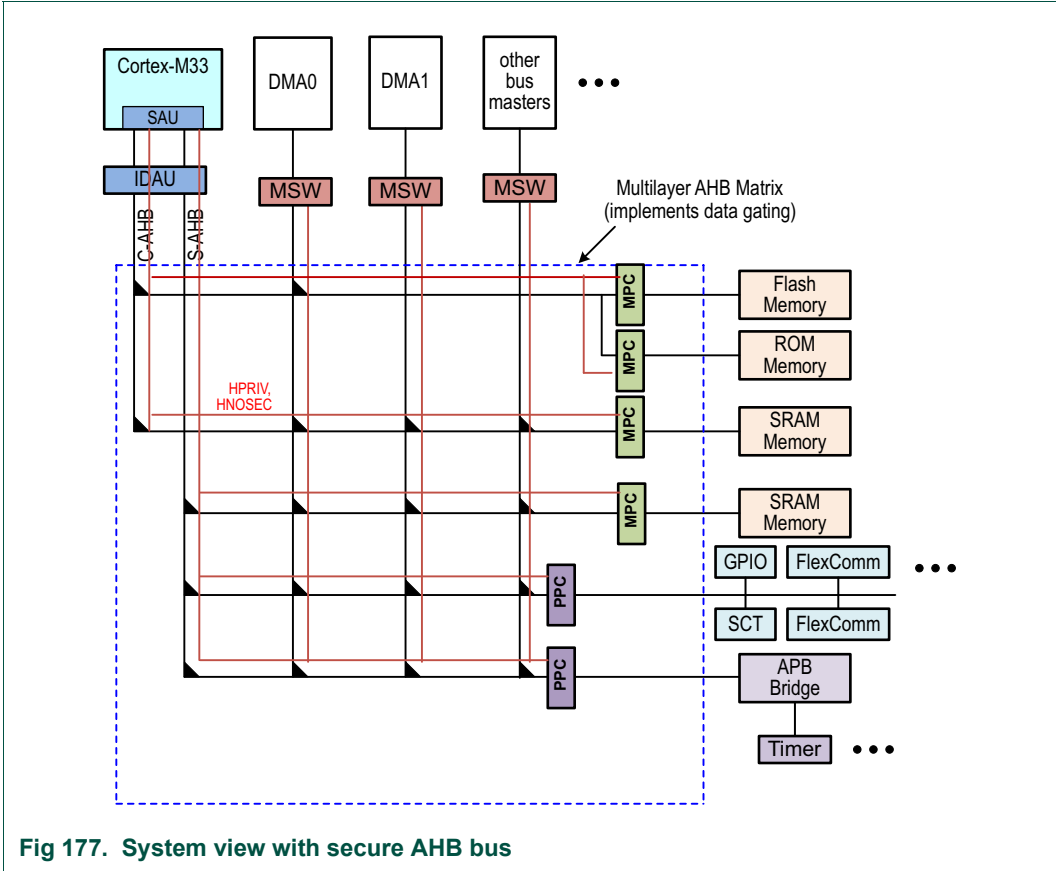 Cortex-M33
SAU
DMA0
DMA1
other
bus
masters
IDAU
MSW
MSW
MSW
Multilayer AHB Matrix
(implements data gating)
C-AHB
S-AHB
MPC
Flash
Memory
MPC
ROM
Memory
HPRIV,
HNOSEC
MPC
SRAM
Memory
MPC
SRAM
Memory
GPIO
FlexComm
PPC
SCT
FlexComm
PPC
APB
Bridge
Timer
Fig 177. System view with secure AHB bus